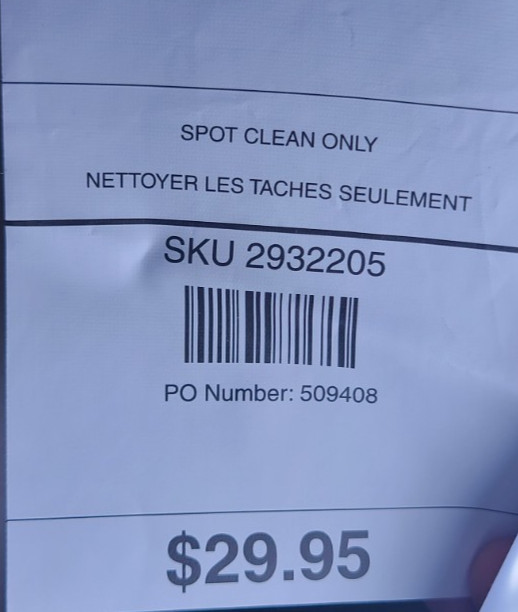 SPOT CLEAN ONLY
NETTOYER LES TACHES SEULEMENT
SKU 2932205
PO Number: 509408
$29.95